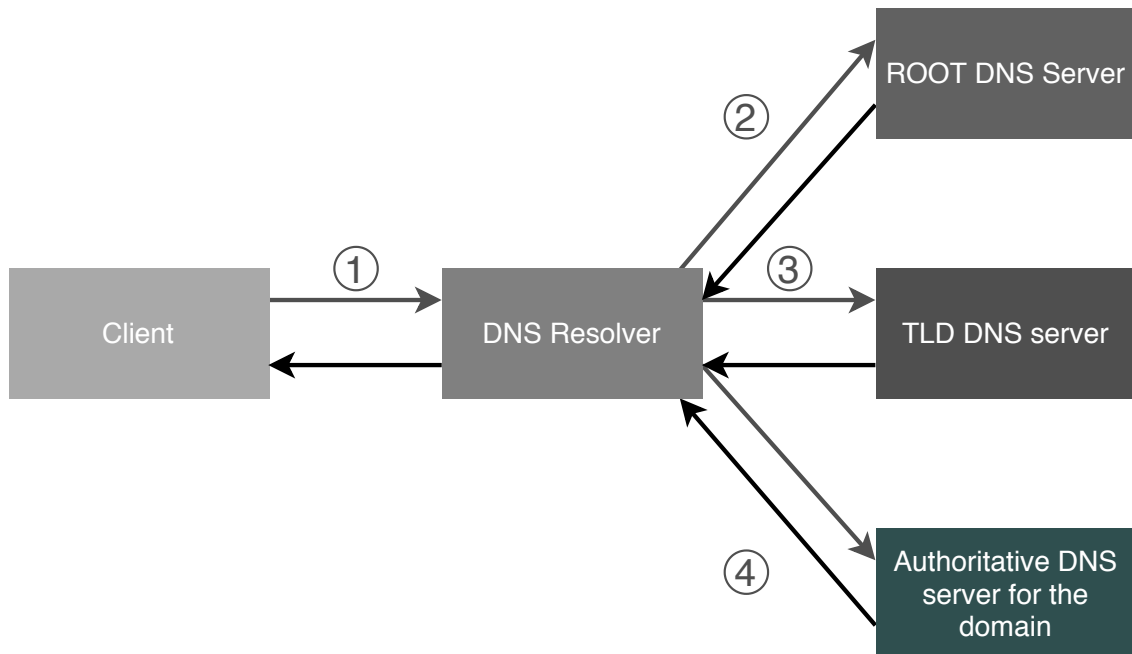 ROOT DNS Server
②
①
③
Client
DNS Resolver
TLD DNS server
④
Authoritative DNS
server for the
domain